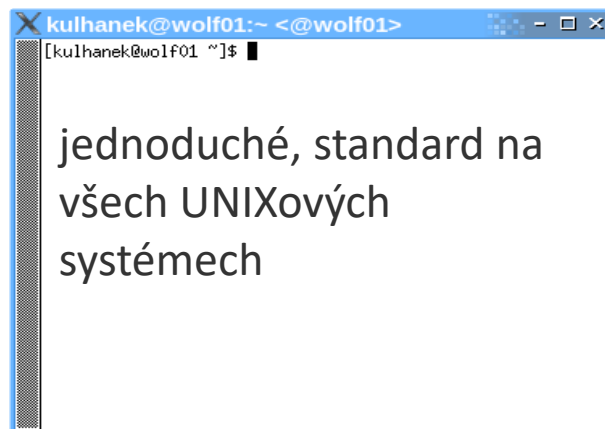 kulhanek@wolf01:~ <@wolf01>
[kulhanek@wolf01 ~]$
jednoduché, standard na
všech UNIXových
systémech